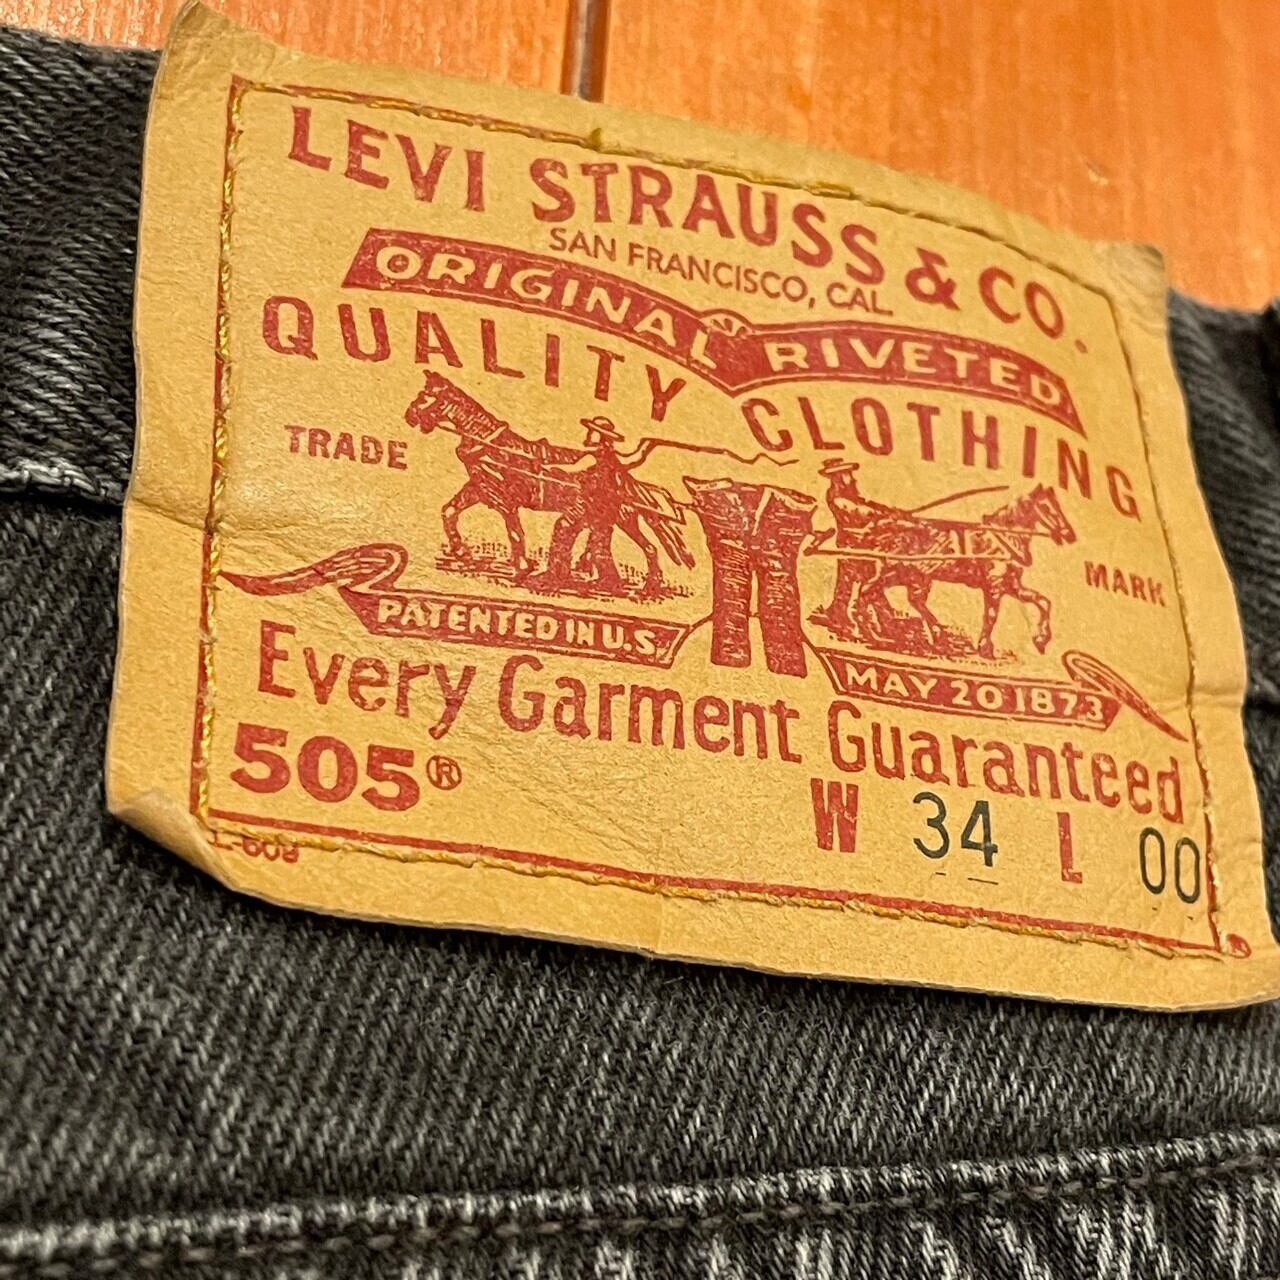 LEVI STRAUSS & CO.
SAN FRANCISCO, CAL.
ORIGINAL RIVETED
QUALITY CLOTHING
TRADE MARK
PATENTED IN U.S. MAY 20 1873
Every Garment Guaranteed
505®
W 34 L 00
L-609
®